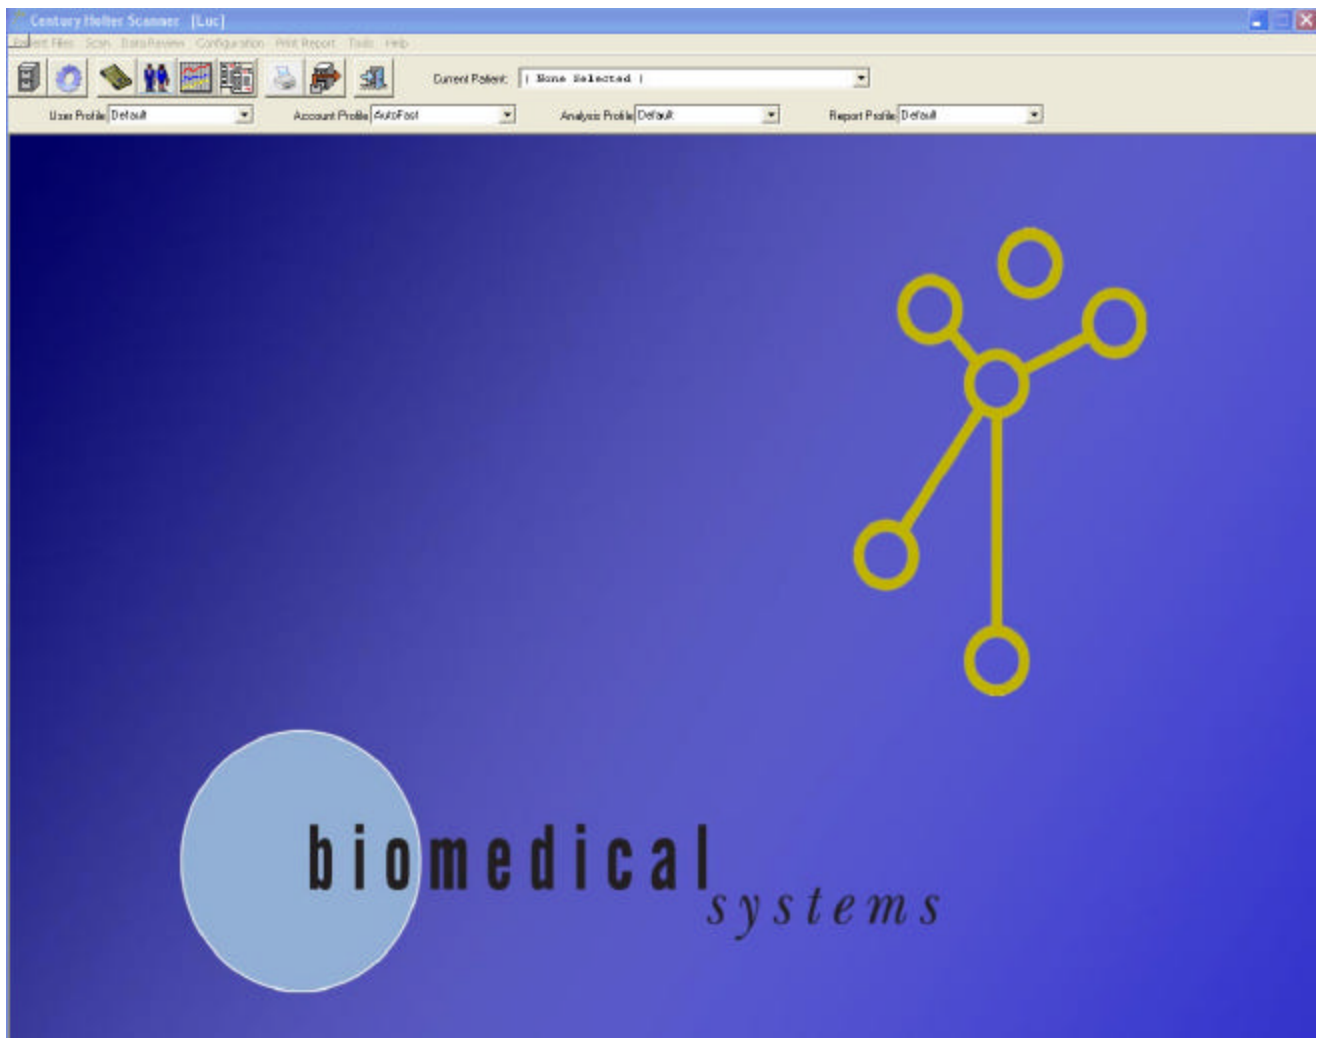 Century Holter Scanner [Luc]
Patient Files Scan Data Review Configuration Print Report Tools Help
Current Patient: | None Selected |
User Profile Default Account Profile AutoFast Analysis Profile Default Report Profile Default
biomedical
systems